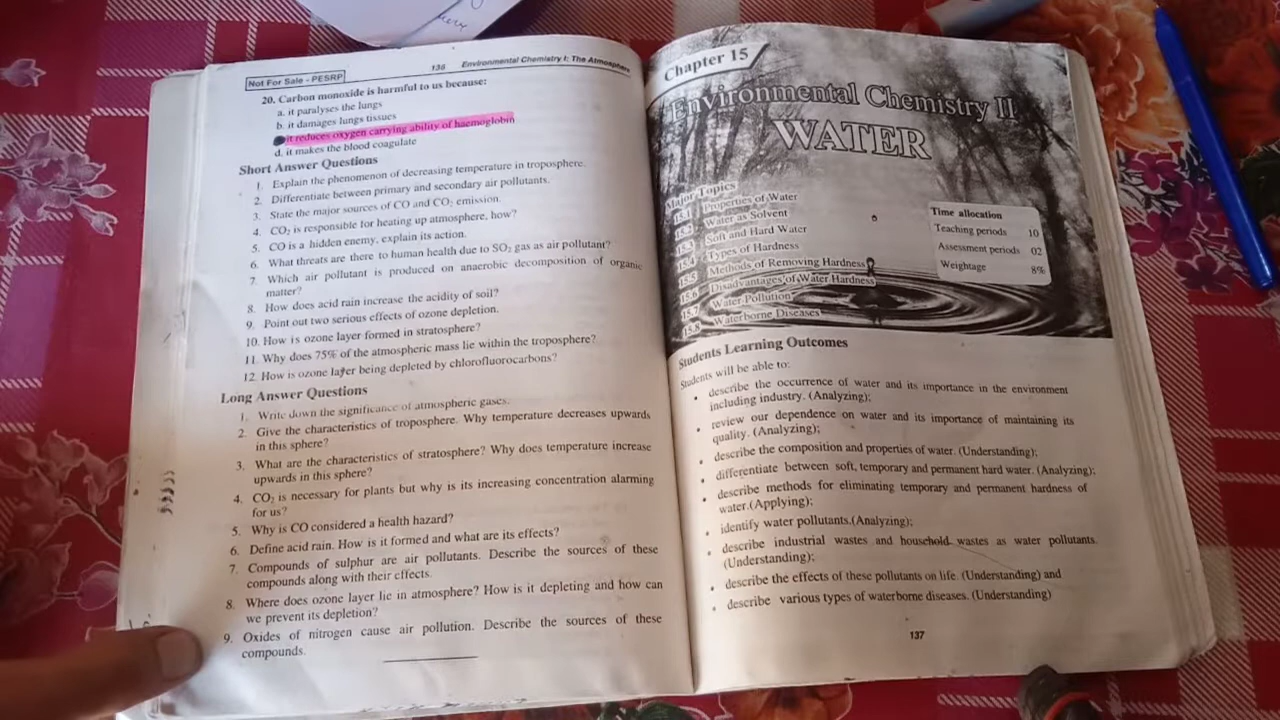 Not For Sale - PESRP
136 Environmental Chemistry I: The Atmosphere
20. Carbon monoxide is harmful to us because:
a. it paralyses the lungs
b. it damages lungs tissues
it reduces oxygen carrying ability of haemoglobin
d. it makes the blood coagulate
Short Answer Questions
1. Explain the phenomenon of decreasing temperature in troposphere.
2. Differentiate between primary and secondary air pollutants.
3. State the major sources of CO and CO₂ emission.
4. CO₂ is responsible for heating up atmosphere, how?
5. CO is a hidden enemy, explain its action.
6. What threats are there to human health due to SO₂ gas as air pollutant?
7. Which air pollutant is produced on anaerobic decomposition of organic
matter?
8. How does acid rain increase the acidity of soil?
9. Point out two serious effects of ozone depletion.
10. How is ozone layer formed in stratosphere?
11. Why does 75% of the atmospheric mass lie within the troposphere?
12. How is ozone layer being depleted by chlorofluorocarbons?
Long Answer Questions
1. Write down the significance of atmospheric gases.
2. Give the characteristics of troposphere. Why temperature decreases upwards
in this sphere?
3. What are the characteristics of stratosphere? Why does temperature increase
upwards in this sphere?
4. CO₂ is necessary for plants but why is its increasing concentration alarming
for us?
5. Why is CO considered a health hazard?
6. Define acid rain. How is it formed and what are its effects?
7. Compounds of sulphur are air pollutants. Describe the sources of these
compounds along with their effects.
8. Where does ozone layer lie in atmosphere? How is it depleting and how can
we prevent its depletion?
9. Oxides of nitrogen cause air pollution. Describe the sources of these
compounds.
Chapter 15
Environmental Chemistry II
WATER
Major Topics
15.1 Properties of Water
15.2 Water as Solvent
15.3 Soft and Hard Water
15.4 Types of Hardness
15.5 Methods of Removing Hardness
15.6 Disadvantages of Water Hardness
15.7 Water Pollution
15.8 Waterborne Diseases
Time allocation
Teaching periods 10
Assessment periods 02
Weightage 8%
Students Learning Outcomes
Students will be able to:
• describe the occurrence of water and its importance in the environment
including industry. (Analyzing);
• review our dependence on water and its importance of maintaining its
quality. (Analyzing);
• describe the composition and properties of water. (Understanding);
• differentiate between soft, temporary and permanent hard water. (Analyzing);
• describe methods for eliminating temporary and permanent hardness of
water.(Applying);
• identify water pollutants.(Analyzing);
• describe industrial wastes and household wastes as water pollutants.
(Understanding);
• describe the effects of these pollutants on life. (Understanding) and
• describe various types of waterborne diseases. (Understanding)
137